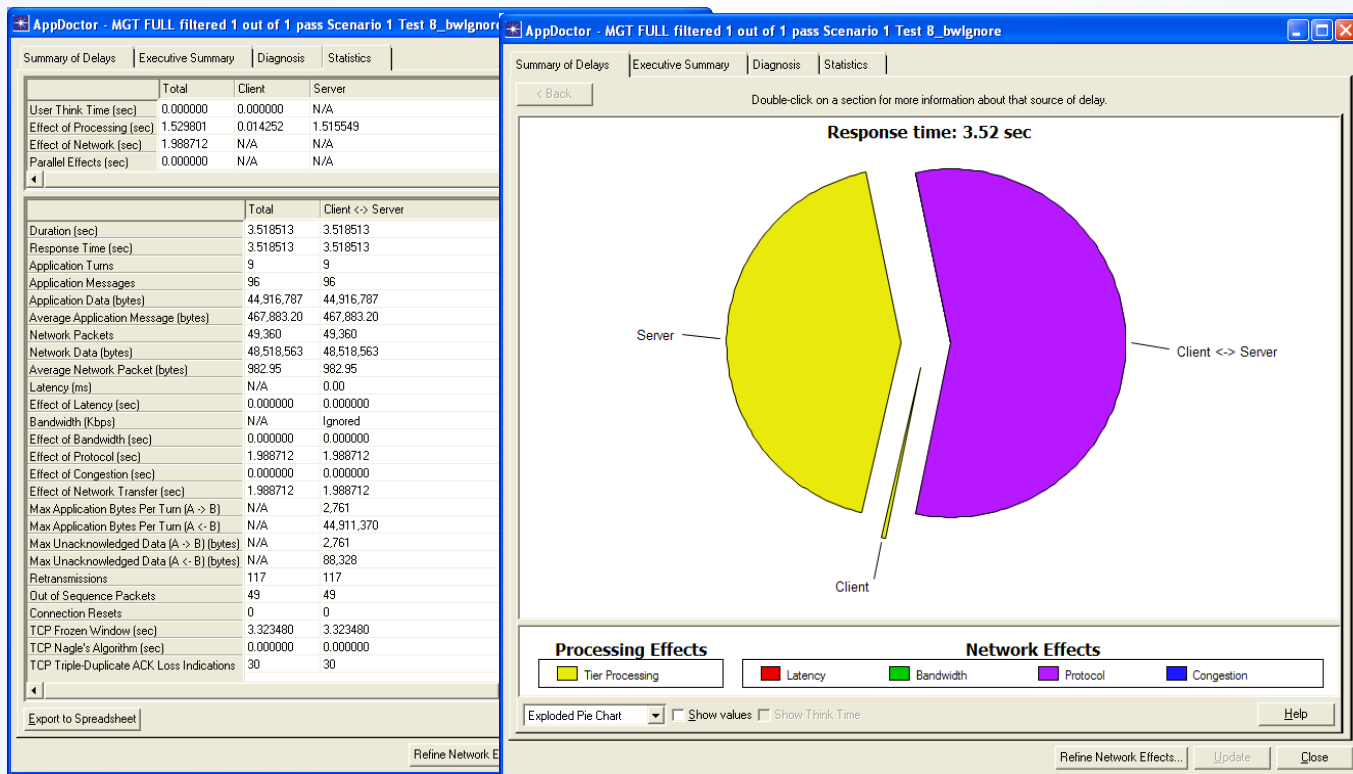 AppDoctor - MGT FULL filtered 1 out of 1 pass Scenario 1 Test 8_bwIgnore
Summary of Delays Executive Summary Diagnosis Statistics
Total Client Server
User Think Time (sec) 0.000000 0.000000 N/A
Effect of Processing (sec) 1.529801 0.014252 1.515549
Effect of Network (sec) 1.988712 N/A N/A
Parallel Effects (sec) 0.000000 N/A N/A
Total Client <-> Server
Duration (sec) 3.518513 3.518513
Response Time (sec) 3.518513 3.518513
Application Turns 9 9
Application Messages 96 96
Application Data (bytes) 44,916,787 44,916,787
Average Application Message (bytes) 467,883.20 467,883.20
Network Packets 49,360 49,360
Network Data (bytes) 48,518,563 48,518,563
Average Network Packet (bytes) 982.95 982.95
Latency (ms) N/A 0.00
Effect of Latency (sec) 0.000000 0.000000
Bandwidth (Kbps) N/A Ignored
Effect of Bandwidth (sec) 0.000000 0.000000
Effect of Protocol (sec) 1.988712 1.988712
Effect of Congestion (sec) 0.000000 0.000000
Effect of Network Transfer (sec) 1.988712 1.988712
Max Application Bytes Per Turn (A -> B) N/A 2,761
Max Application Bytes Per Turn (A <- B) N/A 44,911,370
Max Unacknowledged Data (A -> B) (bytes) N/A 2,761
Max Unacknowledged Data (A <- B) (bytes) N/A 88,328
Retransmissions 117 117
Out of Sequence Packets 49 49
Connection Resets 0 0
TCP Frozen Window (sec) 3.323480 3.323480
TCP Nagle's Algorithm (sec) 0.000000 0.000000
TCP Triple-Duplicate ACK Loss Indications 30 30
Export to Spreadsheet
Refine Network E
AppDoctor - MGT FULL filtered 1 out of 1 pass Scenario 1 Test 8_bwIgnore
Summary of Delays Executive Summary Diagnosis Statistics
< Back
Double-click on a section for more information about that source of delay.
Response time: 3.52 sec
Server
Client <-> Server
Client
Processing Effects Network Effects
Tier Processing Latency Bandwidth Protocol Congestion
Exploded Pie Chart Show values Show Think Time Help
Refine Network Effects... Update Close